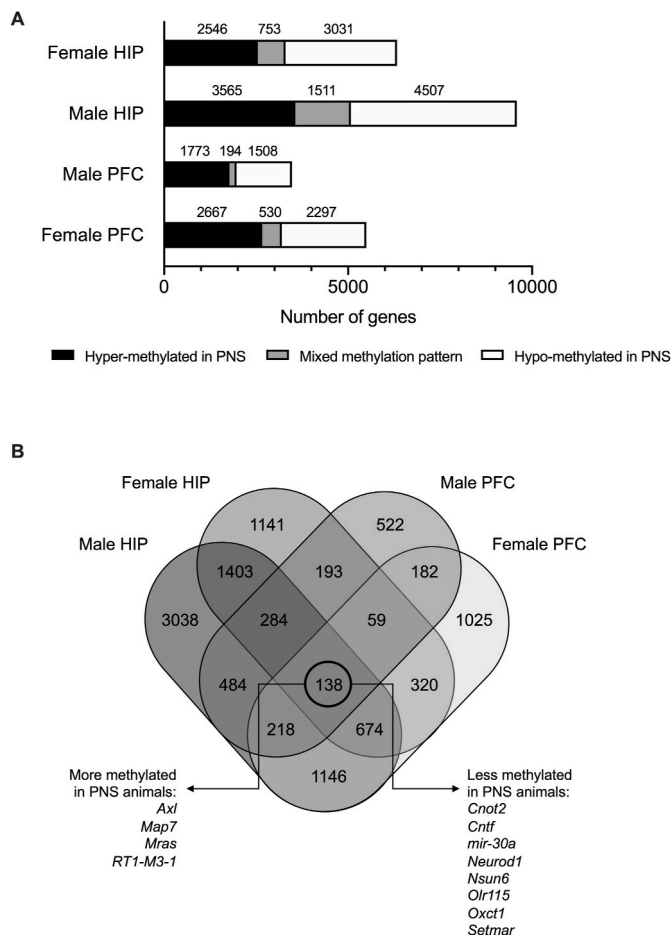 A
2546 753 3031
Female HIP
3565 1511 4507
Male HIP
1773 194 1508
Male PFC
2667 530 2297
Female PFC
0 5000 10000
Number of genes
Hyper-methylated in PNS Mixed methylation pattern Hypo-methylated in PNS
B
Female HIP Male PFC
Male HIP Female PFC
1141 522
1403 193 182
3038 284 59 1025
484 138 320
218 674
1146
More methylated
in PNS animals:
Axl
Map7
Mras
RT1-M3-1
Less methylated
in PNS animals:
Cnot2
Cntf
mir-30a
Neurod1
Nsun6
Olr115
Oxct1
Setmar